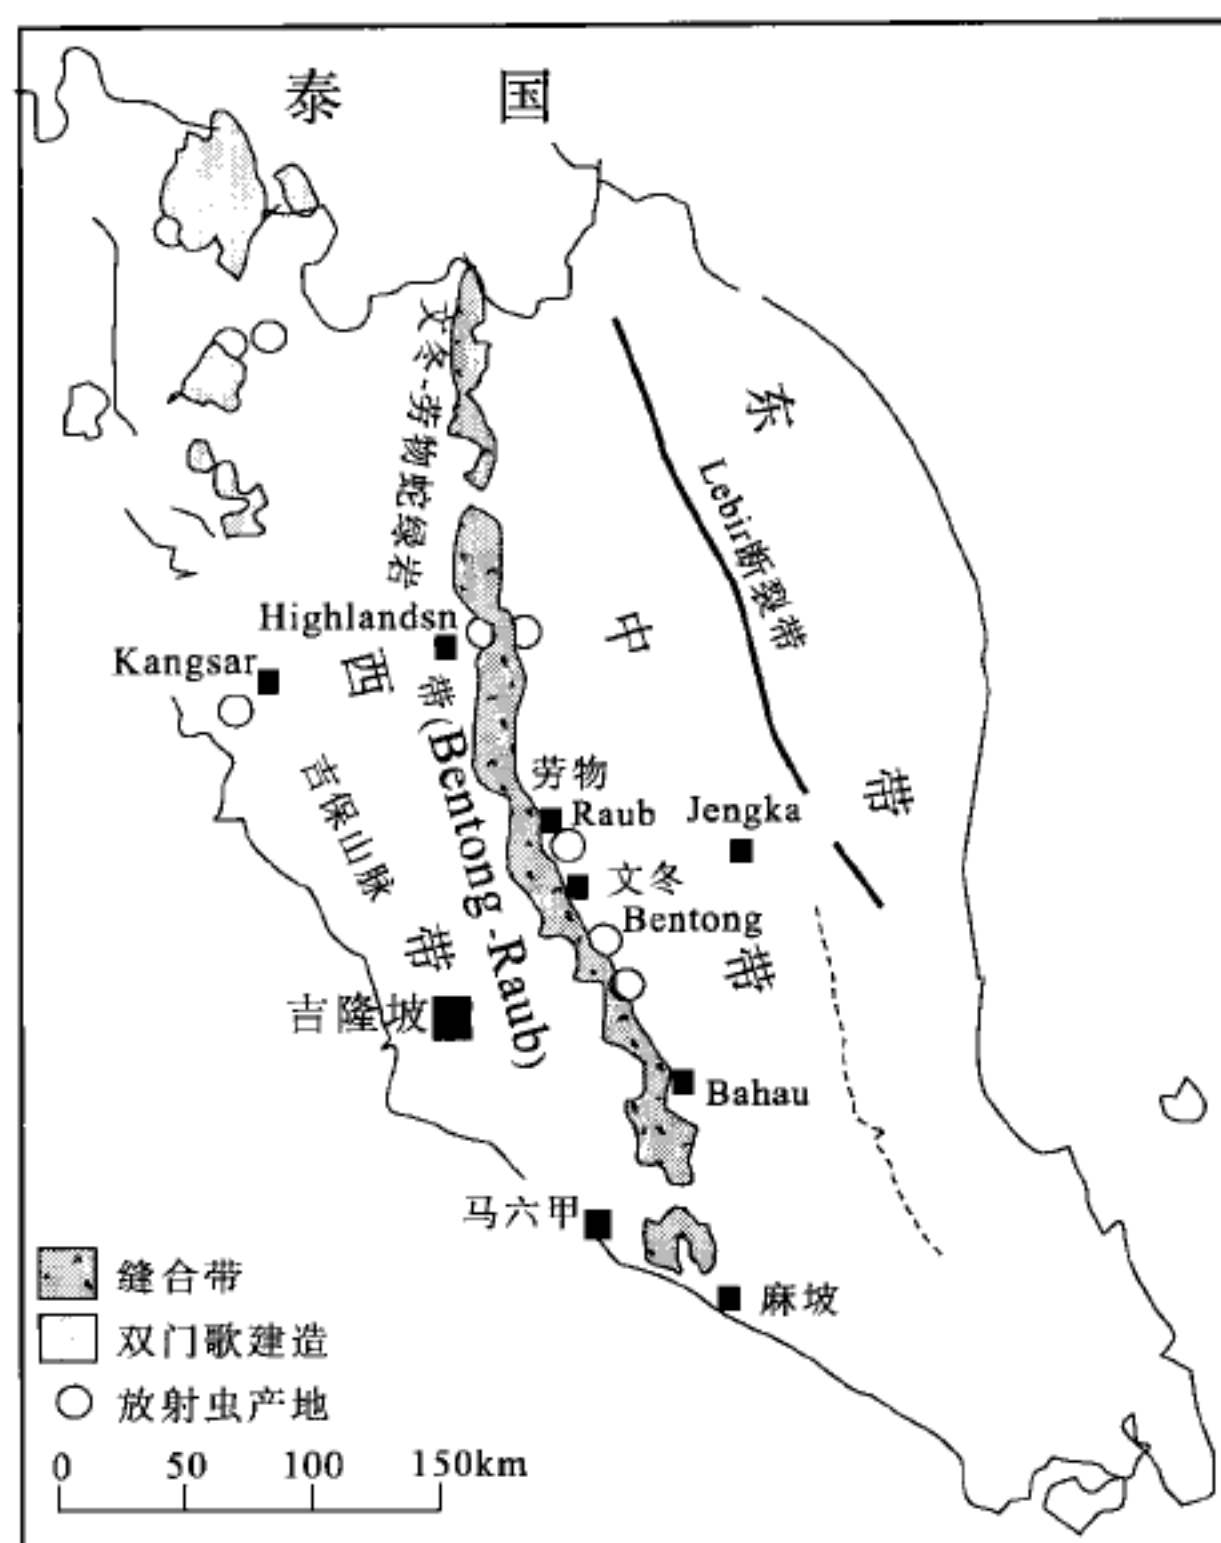 泰国
文冬-劳物蛇绿岩带(Bentong-Raub)
东带
Lebir断裂带
中带
Highlandsn
Kangsar
西带
吉保山脉
劳物
Raub
Jengka
文冬
Bentong
吉隆坡
Bahau
马六甲
麻坡
缝合带
双门歌建造
放射虫产地
0 50 100 150km